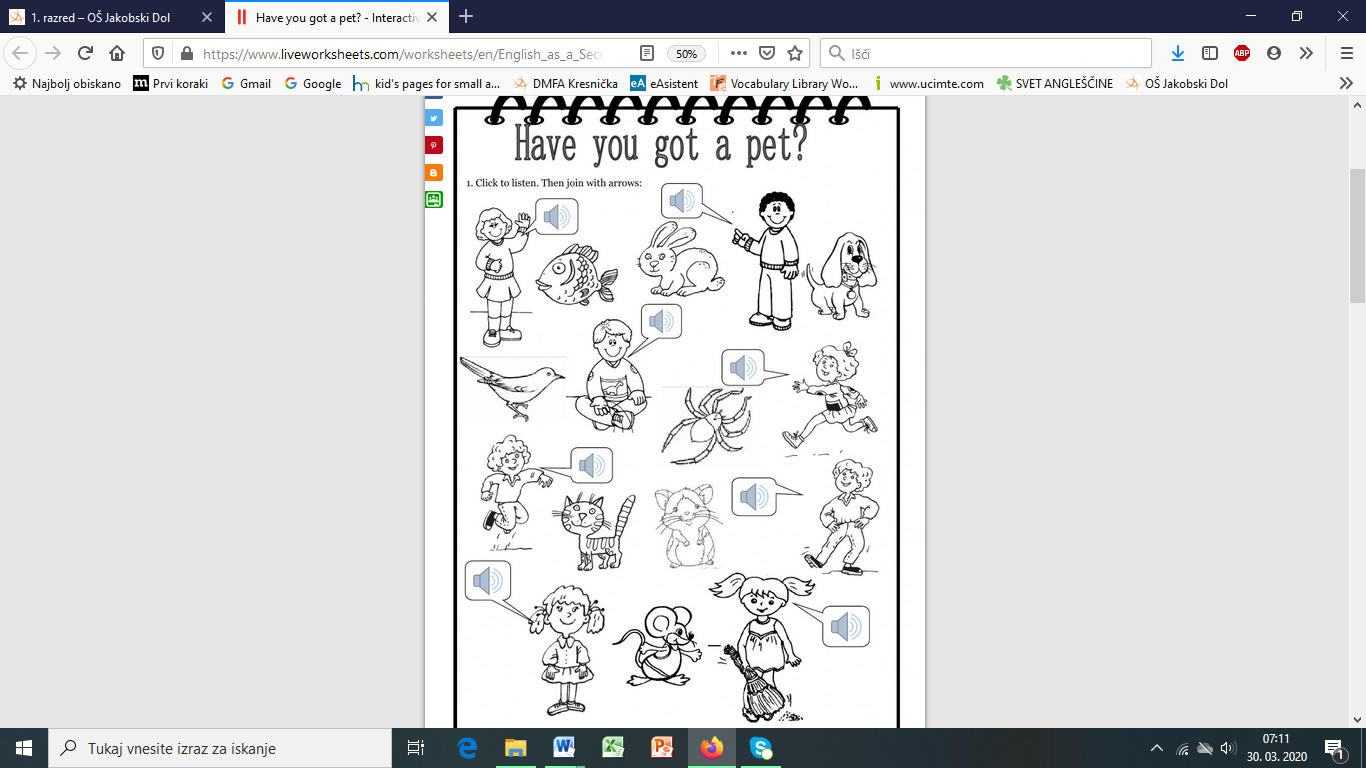 1. razred – OŠ Jakobski Dol
Have you got a pet? - Interactiv
https://www.liveworksheets.com/worksheets/en/English_as_a_Seco
50%
Išči
ABP
Najbolj obiskano
Prvi koraki
Gmail
Google
kid's pages for small a...
DMFA Kresnička
eAsistent
Vocabulary Library Wo...
www.ucimte.com
SVET ANGLEŠČINE
OŠ Jakobski Dol
Have you got a pet?
1. Click to listen. Then join with arrows:
Tukaj vnesite izraz za iskanje
07:11
30. 03. 2020
1